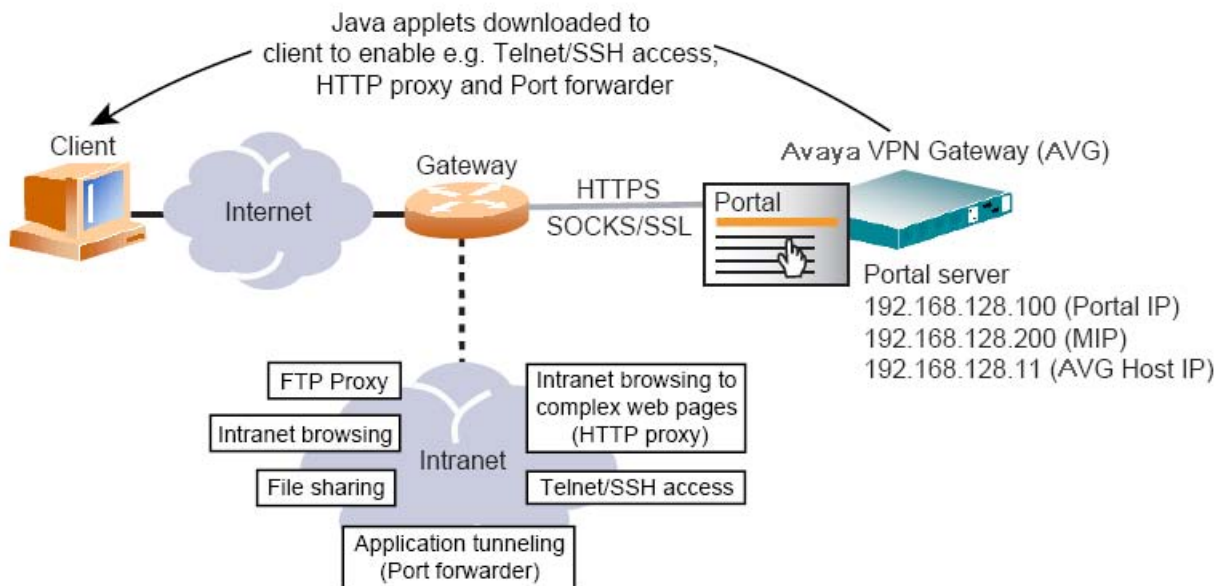 Java applets downloaded to
client to enable e.g. Telnet/SSH access,
HTTP proxy and Port forwarder
Client
Internet
Gateway
HTTPS
SOCKS/SSL
Avaya VPN Gateway (AVG)
Portal
Portal server
192.168.128.100 (Portal IP)
192.168.128.200 (MIP)
192.168.128.11 (AVG Host IP)
FTP Proxy
Intranet browsing
File sharing
Intranet
Intranet browsing to
complex web pages
(HTTP proxy)
Telnet/SSH access
Application tunneling
(Port forwarder)